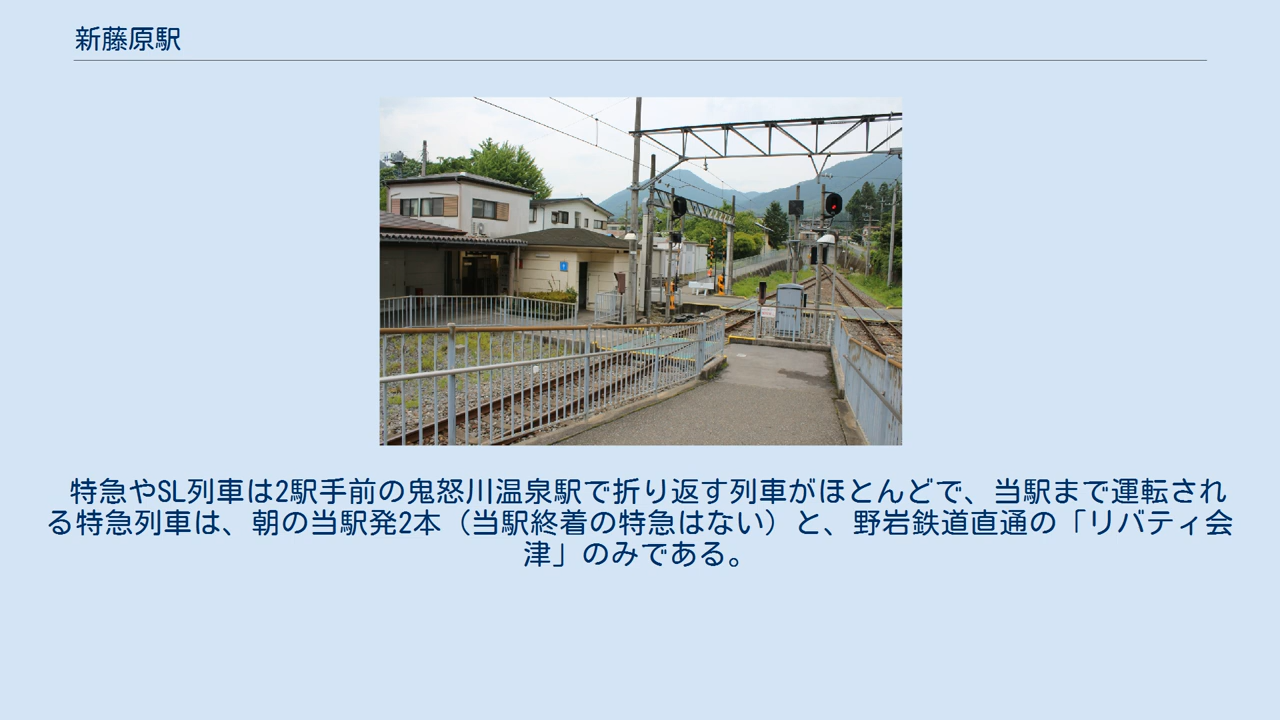 新藤原駅
特急やSL列車は2駅手前の鬼怒川温泉駅で折り返す列車がほとんどで、当駅まで運転され
る特急列車は、朝の当駅発2本（当駅終着の特急はない）と、野岩鉄道直通の「リバティ会
津」のみである。